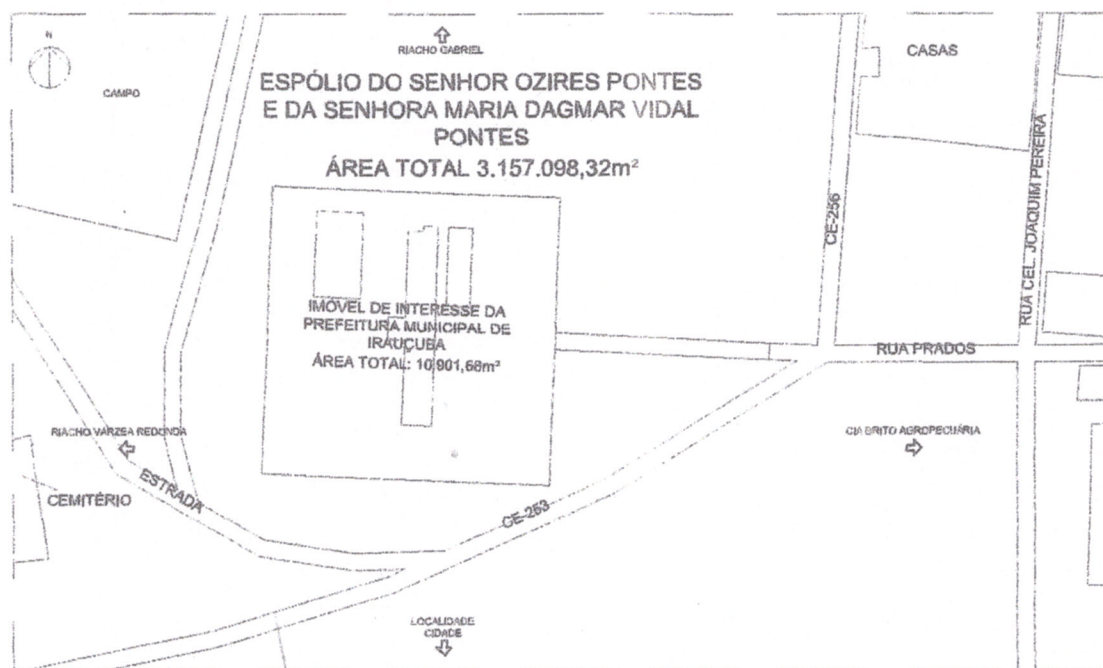 N
CAMPO
RIACHO GABRIEL
ESPÓLIO DO SENHOR OZIRES PONTES
E DA SENHORA MARIA DAGMAR VIDAL
PONTES
ÁREA TOTAL 3.157.098,32m²
CASAS
CE-256
RUA CEL. JOAQUIM PEREIRA
IMÓVEL DE INTERESSE DA
PREFEITURA MUNICIPAL DE
IRAUÇUBA
ÁREA TOTAL: 10.901,68m²
RUA PRADOS
RIACHO VARZEA REDONDA
CIA BRITO AGROPECUÁRIA
CEMITÉRIO
ESTRADA
CE-253
LOCALIDADE
CIDADE